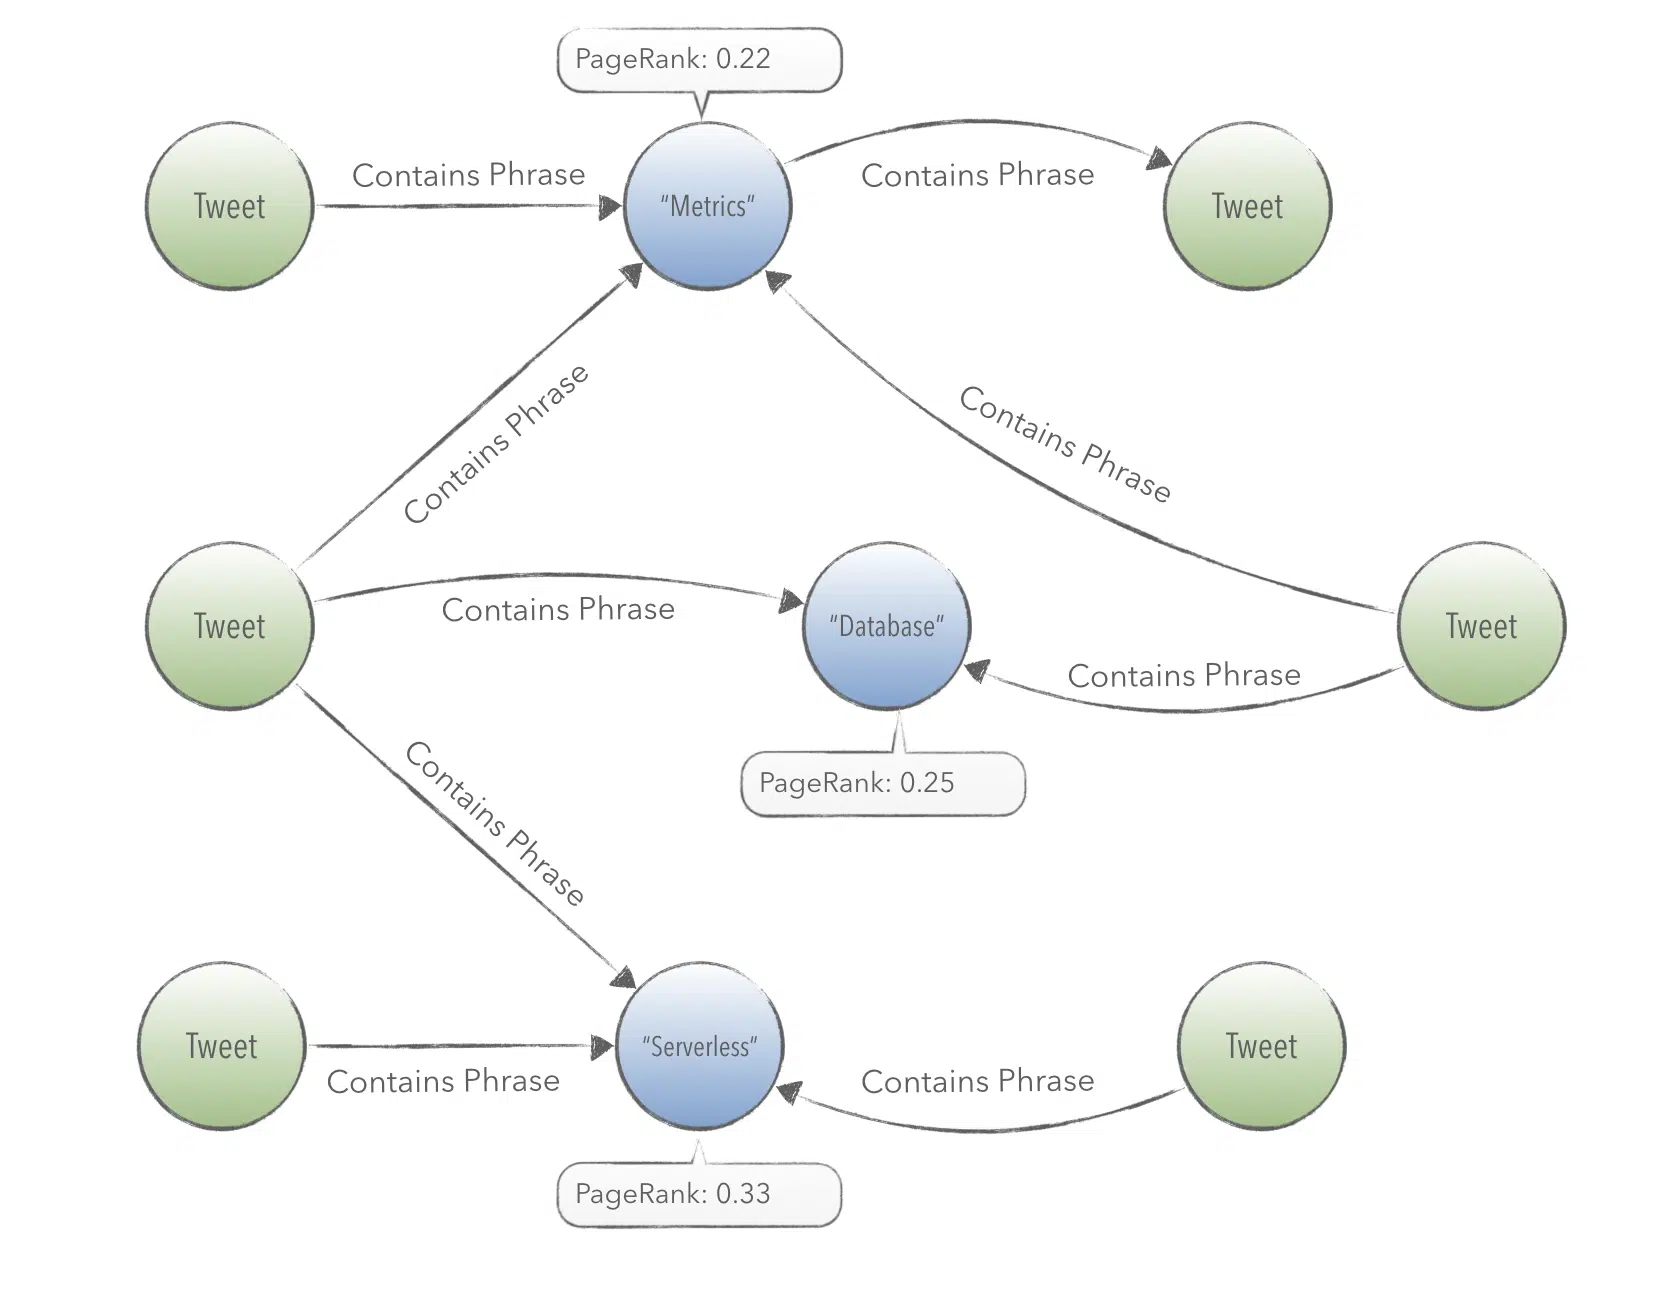 PageRank: 0.22
Tweet
Contains Phrase
"Metrics"
Contains Phrase
Tweet
Contains Phrase
Contains Phrase
Tweet
Contains Phrase
"Database"
Contains Phrase
Tweet
PageRank: 0.25
Contains Phrase
Tweet
Contains Phrase
"Serverless"
Contains Phrase
Tweet
PageRank: 0.33